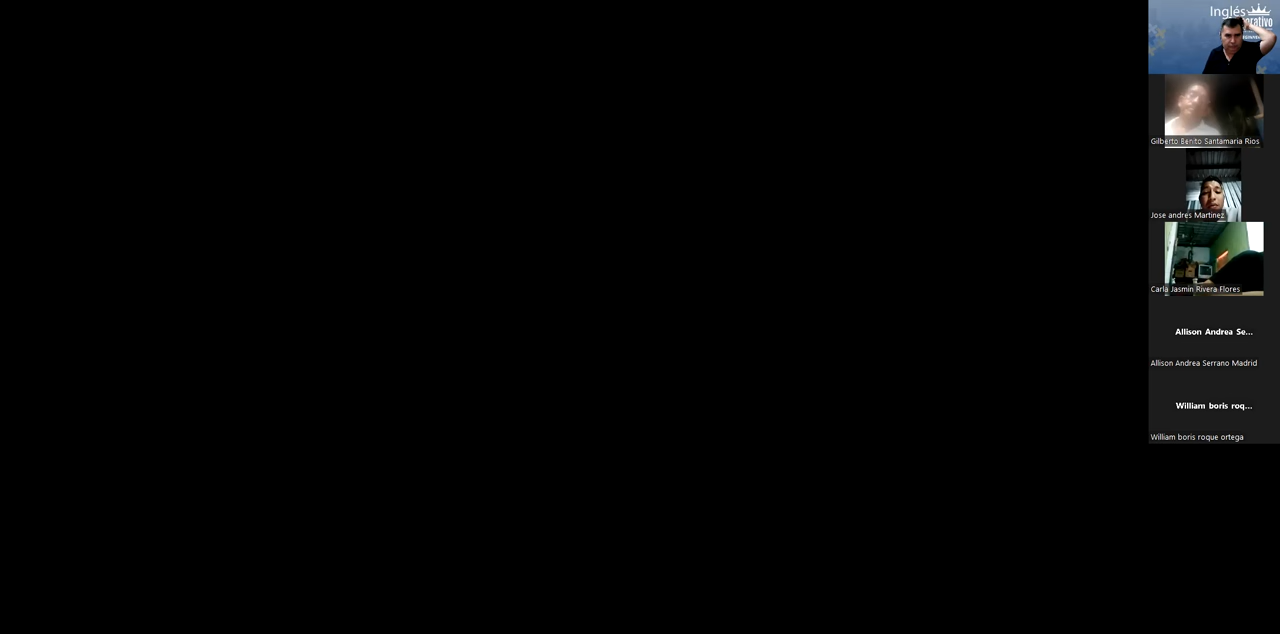 Inglés
Gilberto Benito Santamaria Rios
Jose andres Martinez
Carla Jasmin Rivera Flores
Allison Andrea Se...
Allison Andrea Serrano Madrid
William boris roq...
William boris roque ortega